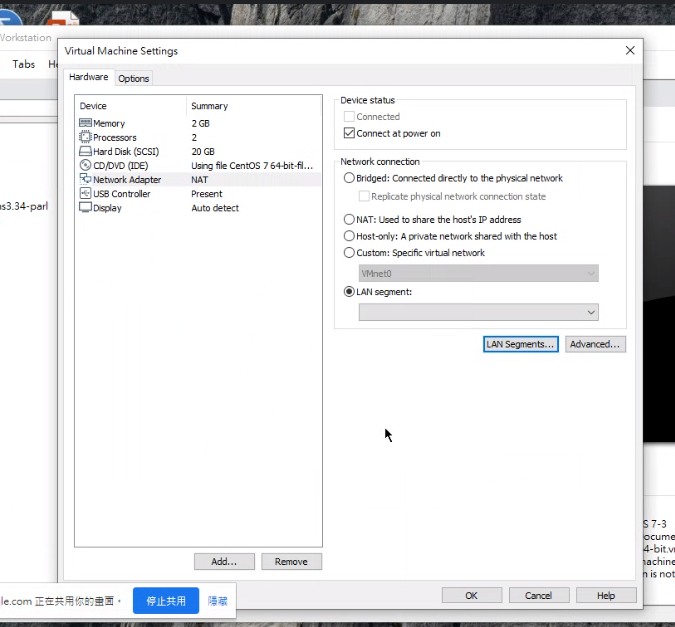 Workstation
Virtual Machine Settings
Tabs
Hardware
Options
Device
Summary
Memory
2 GB
Processors
2
Hard Disk (SCSI)
20 GB
CD/DVD (IDE)
Using file CentOS 7 64-bit-fil...
Network Adapter
NAT
USB Controller
Present
Display
Auto detect
Device status
Connected
Connect at power on
Network connection
Bridged: Connected directly to the physical network
Replicate physical network connection state
NAT: Used to share the host's IP address
Host-only: A private network shared with the host
Custom: Specific virtual network
VMnet0
LAN segment:
LAN Segments...
Advanced...
s3.34-parl
Add...
Remove
OK
Cancel
Help
S 7-3
ocume
4-bit.v
machine
n is not
le.com 正在共用你的畫面。
停止共用
隱藏